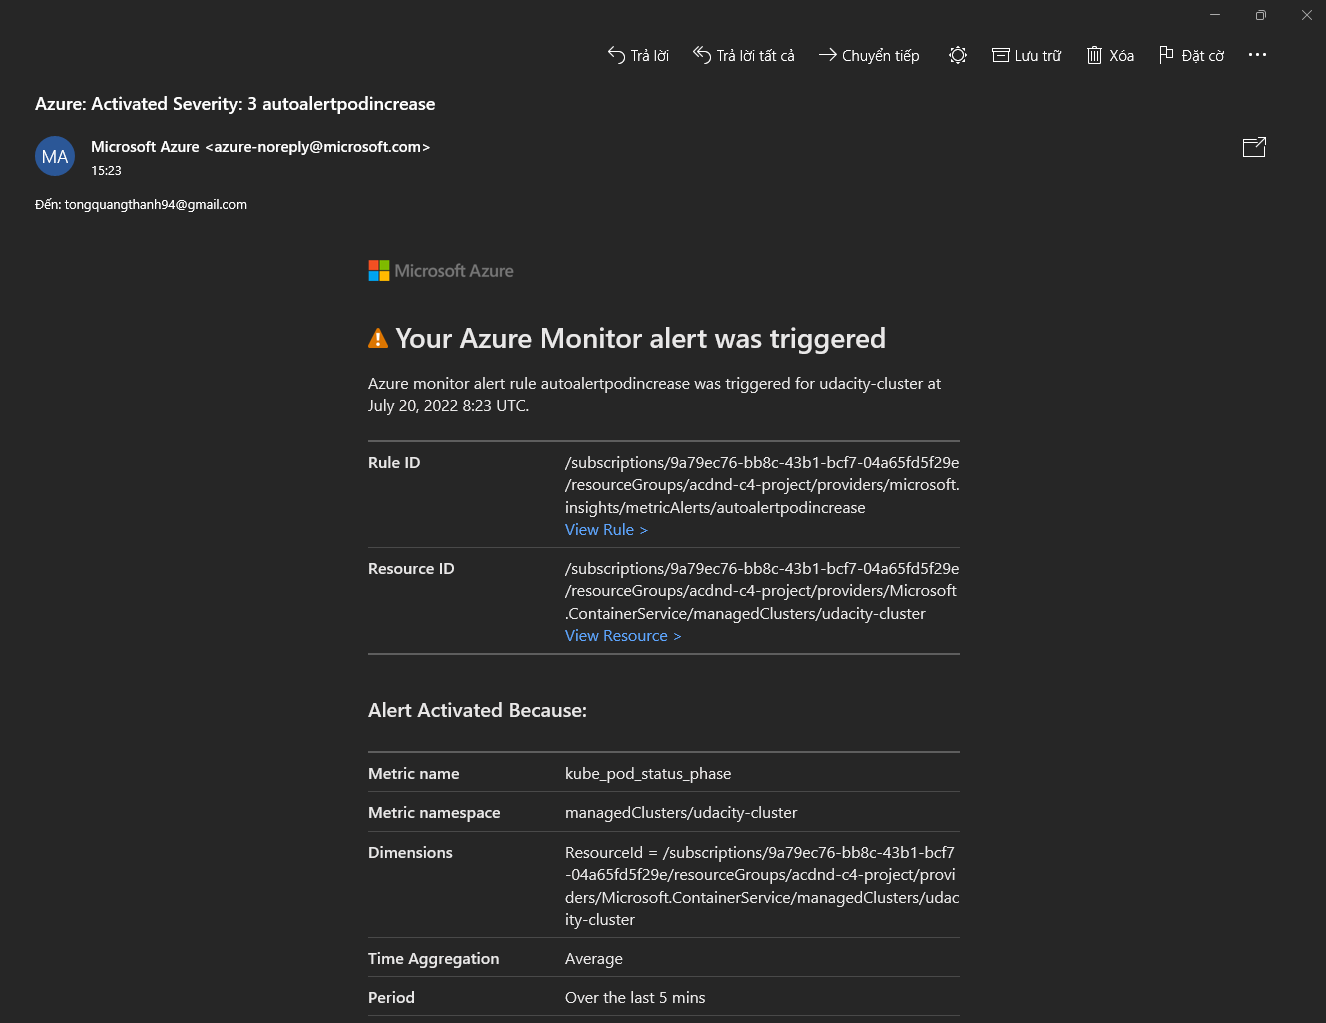 Trả lời
Trả lời tất cả
Chuyển tiếp
Lưu trữ
Xóa
Đặt cờ
Azure: Activated Severity: 3 autoalertpodincrease
MA
Microsoft Azure <azure-noreply@microsoft.com>
15:23
Đến: tongquangthanh94@gmail.com
Microsoft Azure
Your Azure Monitor alert was triggered
Azure monitor alert rule autoalertpodincrease was triggered for udacity-cluster at
July 20, 2022 8:23 UTC.
Rule ID
/subscriptions/9a79ec76-bb8c-43b1-bcf7-04a65fd5f29e
/resourceGroups/acdnd-c4-project/providers/microsoft.
insights/metricAlerts/autoalertpodincrease
View Rule >
Resource ID
/subscriptions/9a79ec76-bb8c-43b1-bcf7-04a65fd5f29e
/resourceGroups/acdnd-c4-project/providers/Microsoft
.ContainerService/managedClusters/udacity-cluster
View Resource >
Alert Activated Because:
Metric name
kube_pod_status_phase
Metric namespace
managedClusters/udacity-cluster
Dimensions
ResourceId = /subscriptions/9a79ec76-bb8c-43b1-bcf7
-04a65fd5f29e/resourceGroups/acdnd-c4-project/provi
ders/Microsoft.ContainerService/managedClusters/udac
ity-cluster
Time Aggregation
Average
Period
Over the last 5 mins